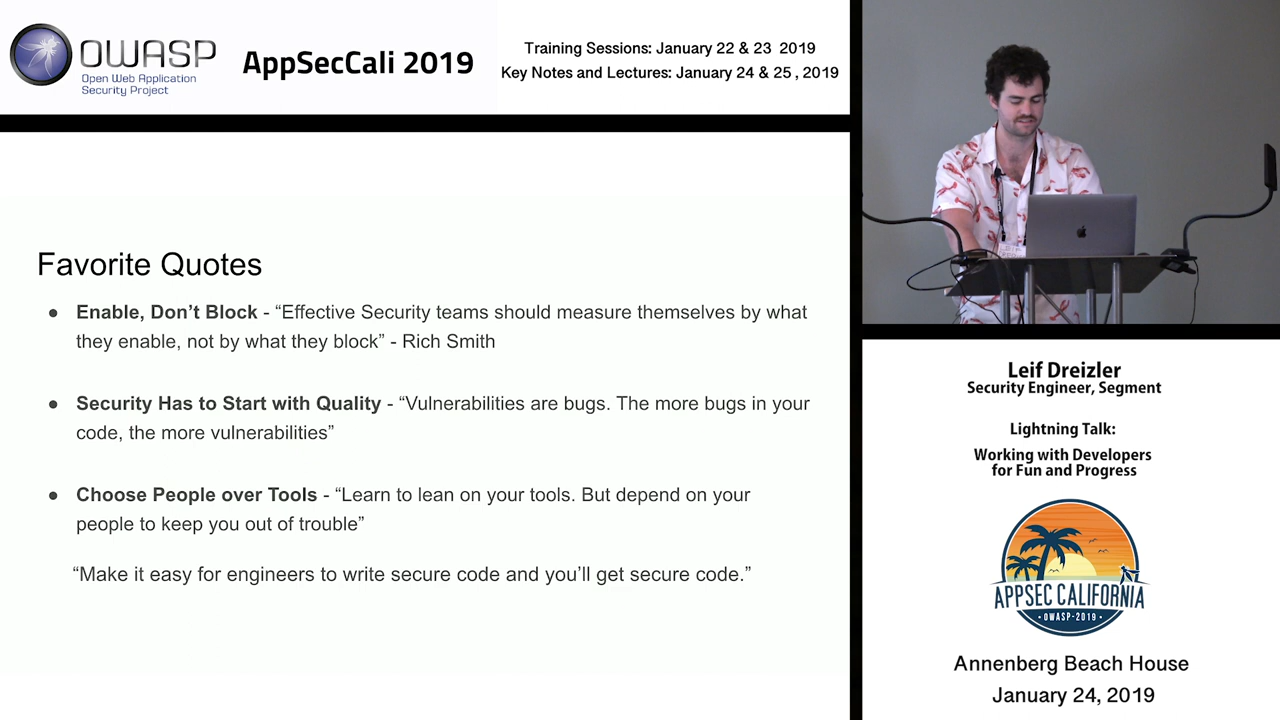 OWASP
Open Web Application
Security Project
AppSecCali 2019
Training Sessions: January 22 & 23 2019
Key Notes and Lectures: January 24 & 25 , 2019
Favorite Quotes
● Enable, Don’t Block - “Effective Security teams should measure themselves by what
they enable, not by what they block” - Rich Smith
● Security Has to Start with Quality - “Vulnerabilities are bugs. The more bugs in your
code, the more vulnerabilities”
● Choose People over Tools - “Learn to lean on your tools. But depend on your
people to keep you out of trouble”
“Make it easy for engineers to write secure code and you’ll get secure code.”
Leif Dreizler
Security Engineer, Segment
Lightning Talk:
Working with Developers
for Fun and Progress
APPSEC CALIFORNIA
• OWASP-2019 •
Annenberg Beach House
January 24, 2019